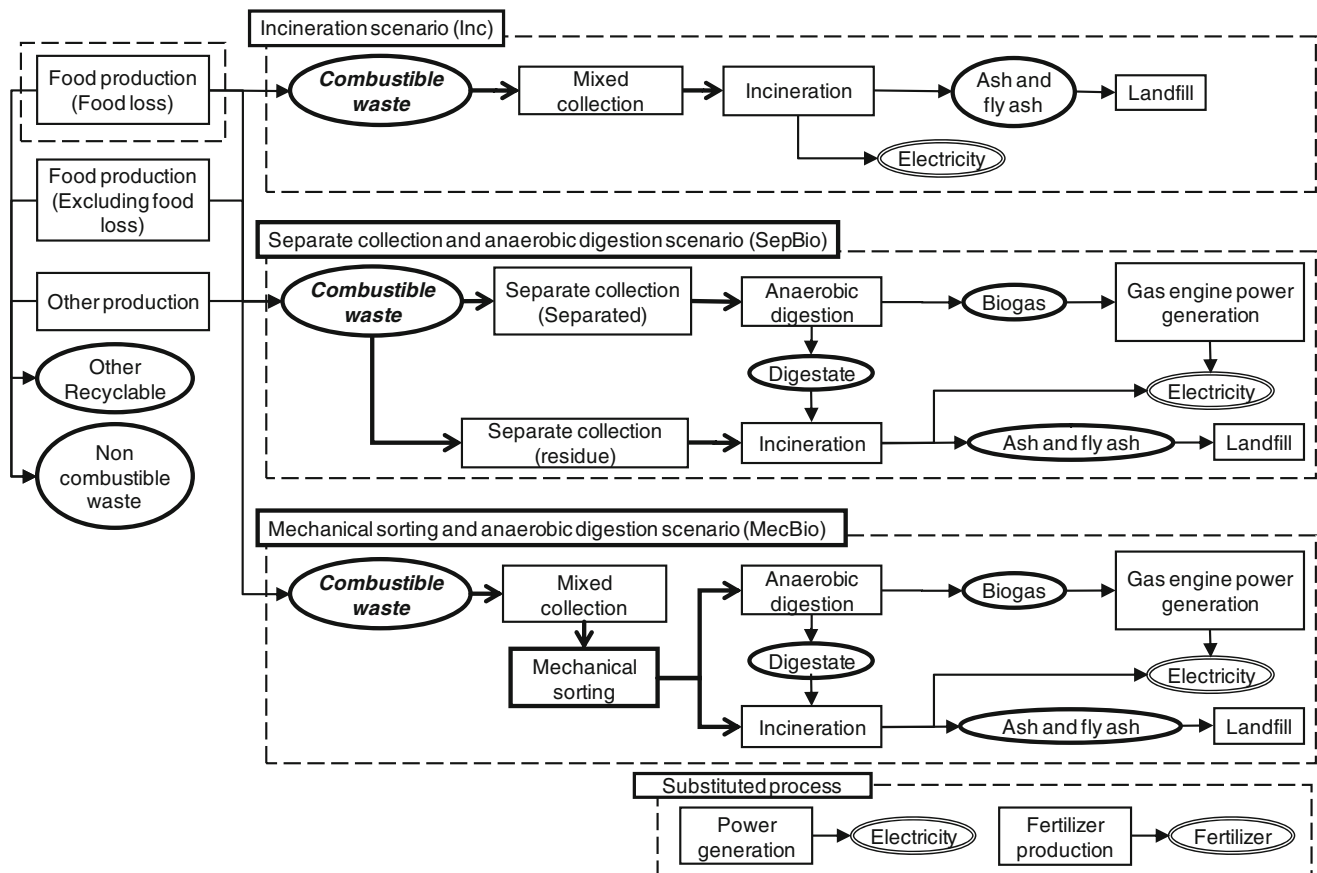 Incineration scenario (Inc)
Food production
(Food loss)
Combustible
waste
Mixed
collection
Incineration
Ash and
fly ash
Landfill
Electricity
Food production
(Excluding food
loss)
Other production
Other
Recyclable
Non
combustible
waste
Separate collection and anaerobic digestion scenario (SepBio)
Combustible
waste
Separate collection
(Separated)
Anaerobic
digestion
Biogas
Gas engine power
generation
Digestate
Electricity
Separate collection
(residue)
Incineration
Ash and fly ash
Landfill
Mechanical sorting and anaerobic digestion scenario (MecBio)
Combustible
waste
Mixed
collection
Mechanical
sorting
Anaerobic
digestion
Biogas
Gas engine power
generation
Digestate
Electricity
Incineration
Ash and fly ash
Landfill
Substituted process
Power
generation
Electricity
Fertilizer
production
Fertilizer